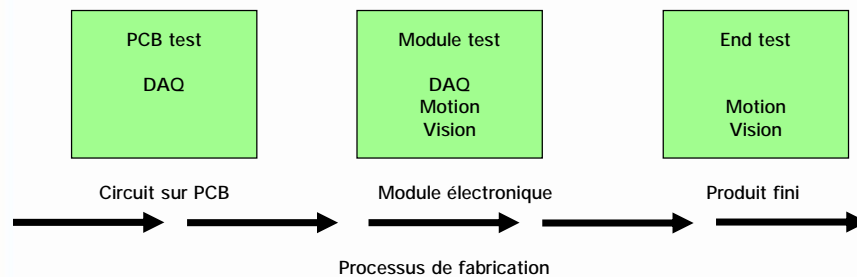 PCB test
DAQ
Module test
DAQ
Motion
Vision
End test
Motion
Vision
Circuit sur PCB
Module électronique
Produit fini
Processus de fabrication